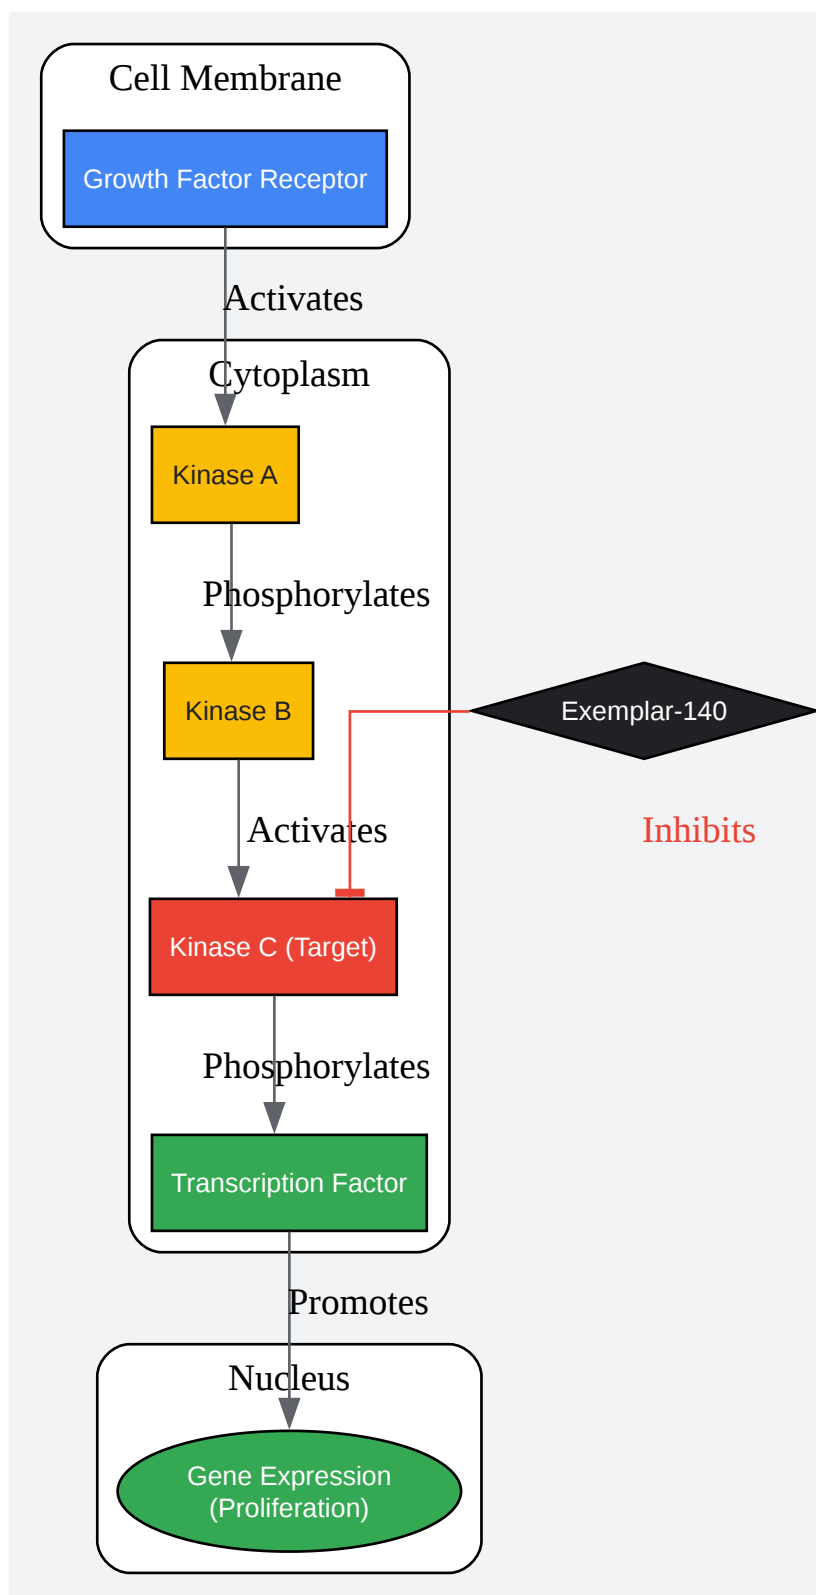 Cell Membrane
Growth Factor Receptor
Activates
Cytoplasm
Kinase A
Phosphorylates
Kinase B
Exemplar-140
Activates
Inhibits
Kinase C (Target)
Phosphorylates
Transcription Factor
Promotes
Nucleus
Gene Expression
(Proliferation)